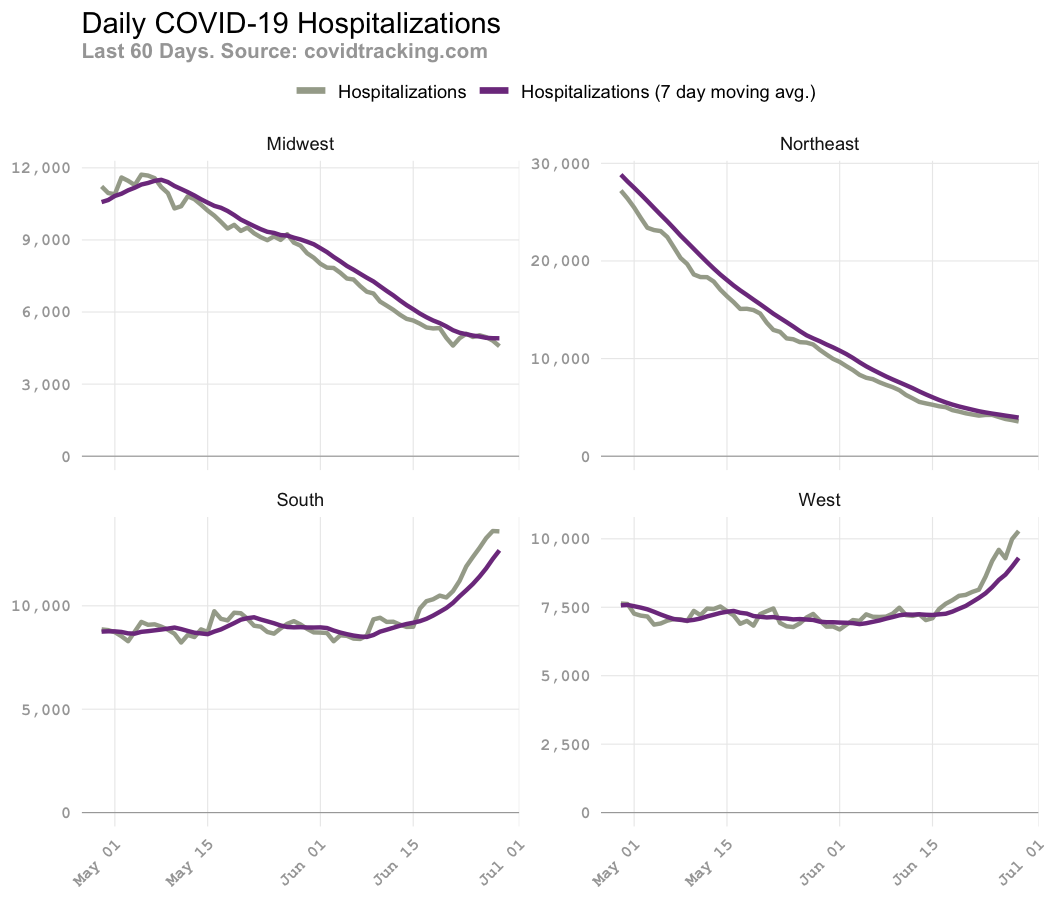 Daily COVID-19 Hospitalizations
Last 60 Days. Source: covidtracking.com
Hospitalizations Hospitalizations (7 day moving avg.)
Midwest
12,000
9,000
6,000
3,000
0
Northeast
30,000
20,000
10,000
0
South
10,000
5,000
0
West
10,000
7,500
5,000
2,500
0
May 01 May 15 Jun 01 Jun 15 Jul 01
May 01 May 15 Jun 01 Jun 15 Jul 01